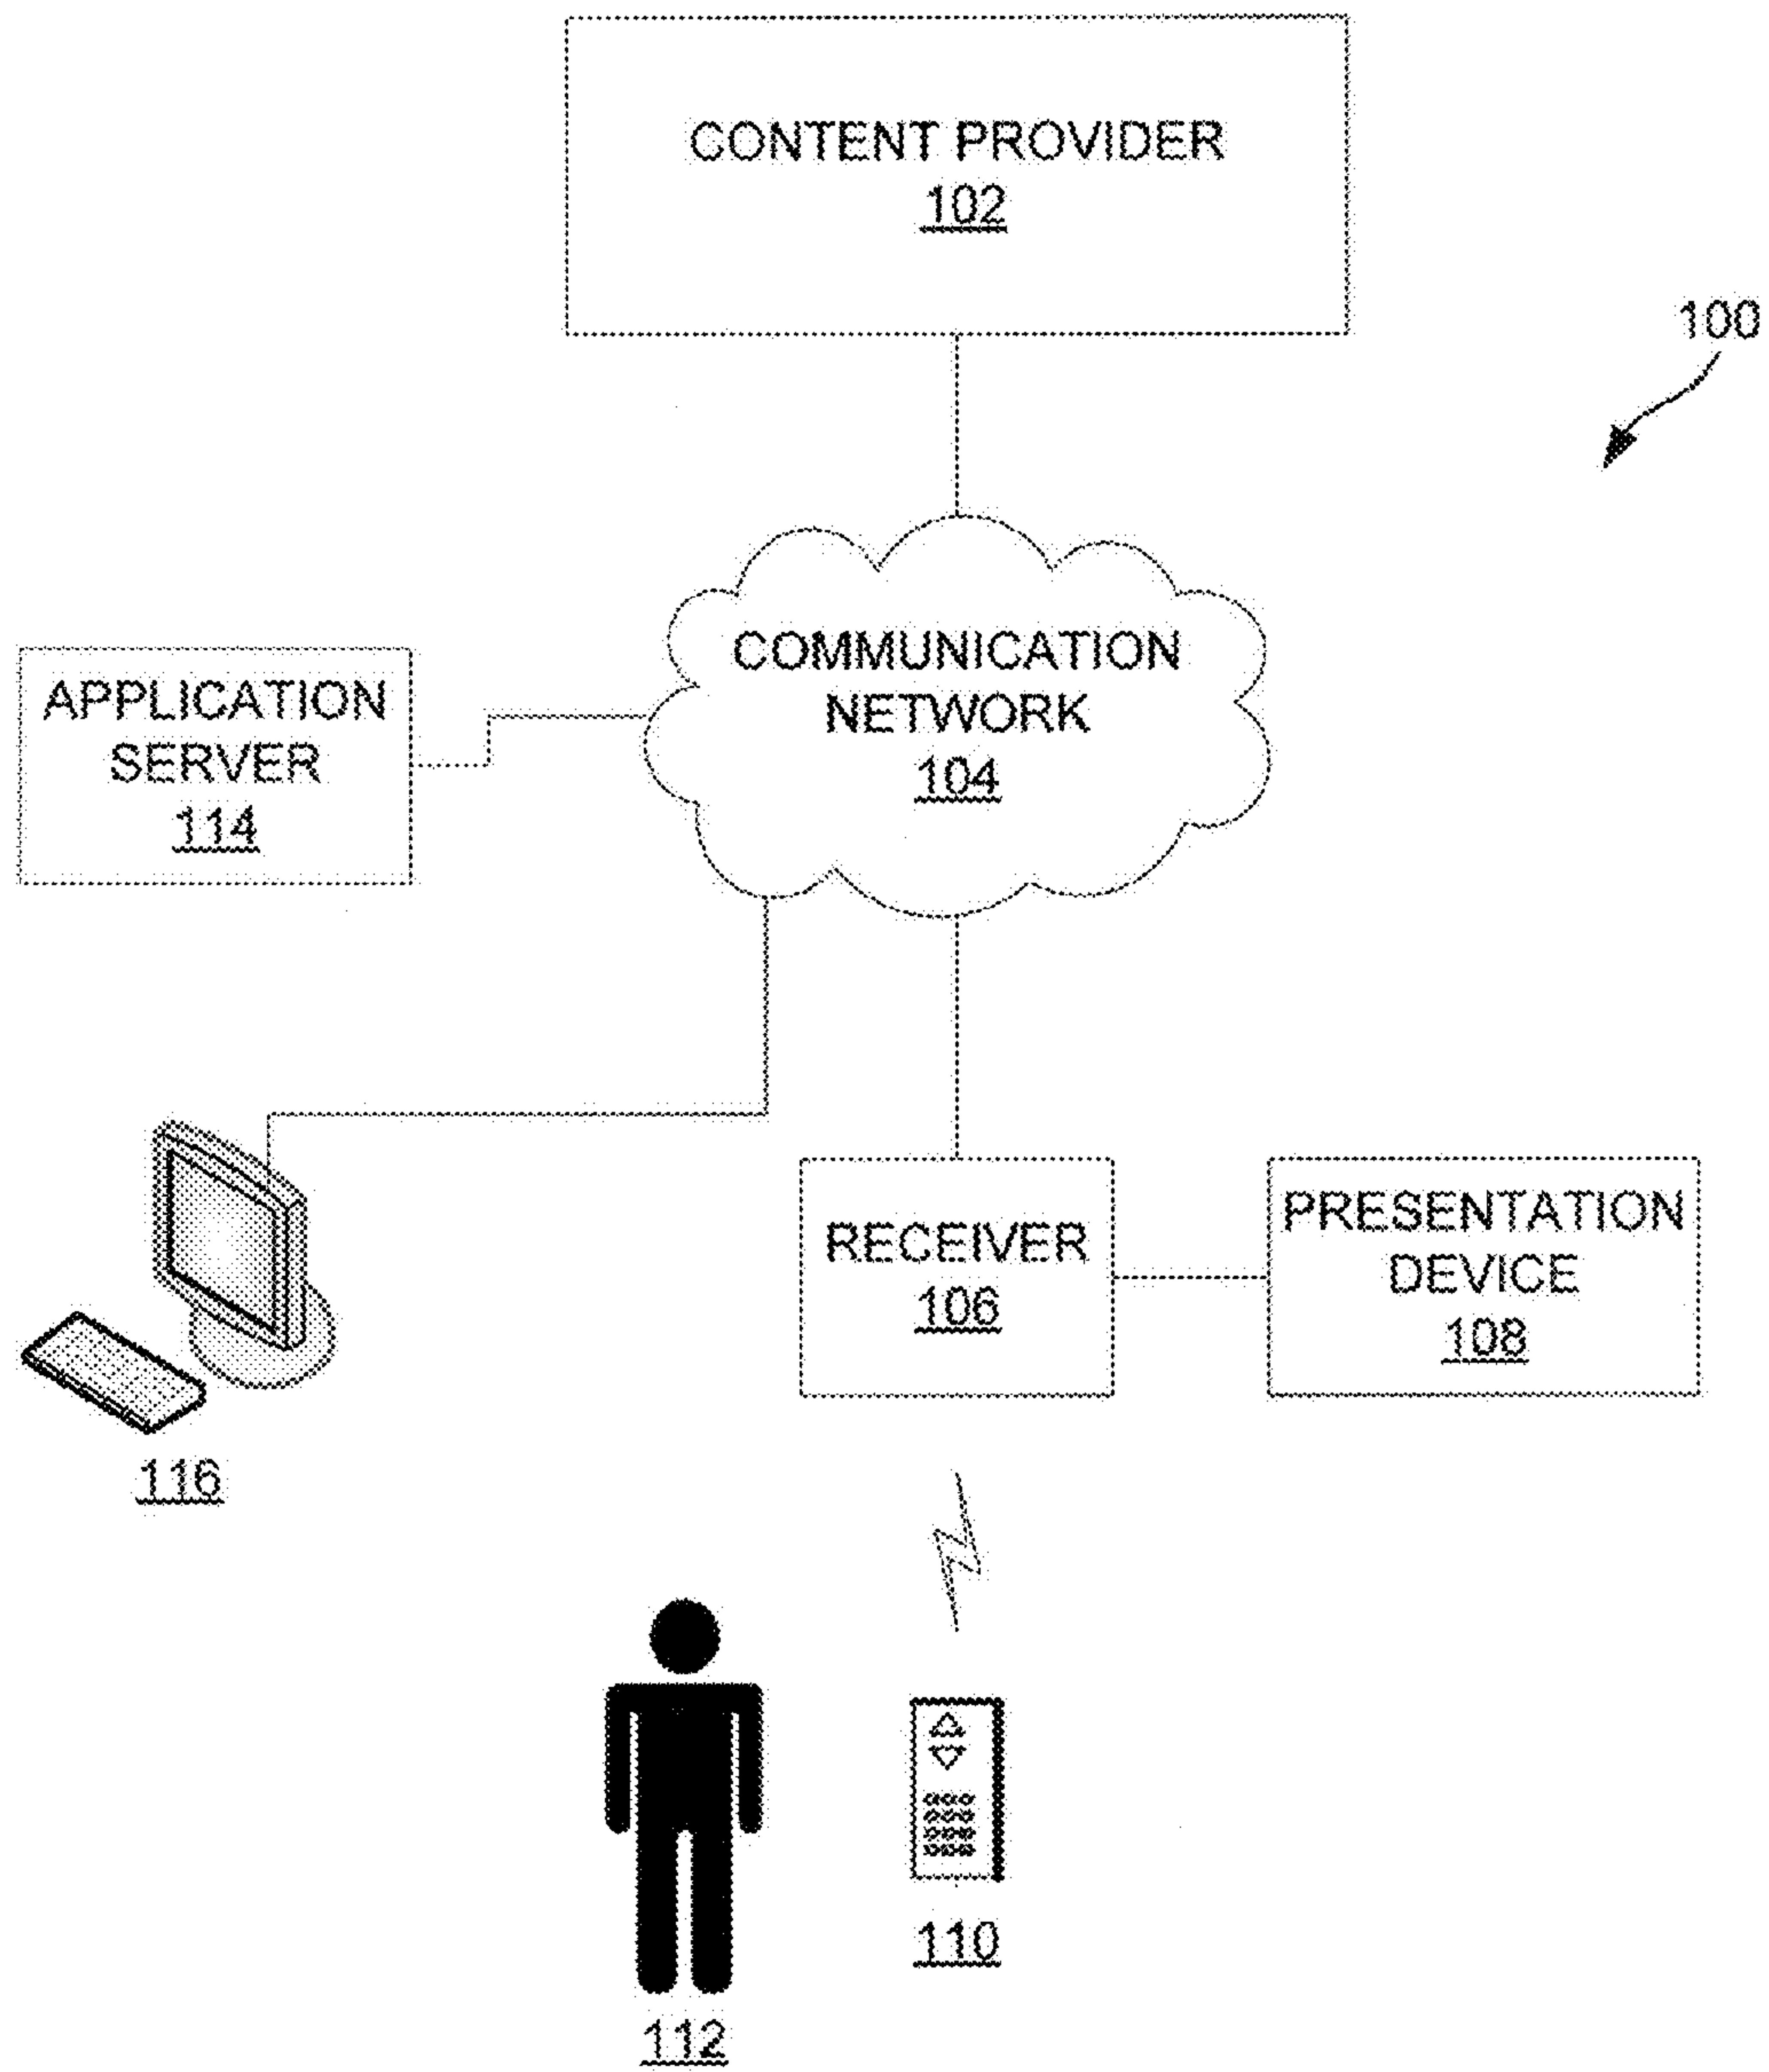 CONTENT PROVIDER
102
100
COMMUNICATION
NETWORK
104
APPLICATION
SERVER
114
RECEIVER
106
PRESENTATION
DEVICE
108
116
110
112